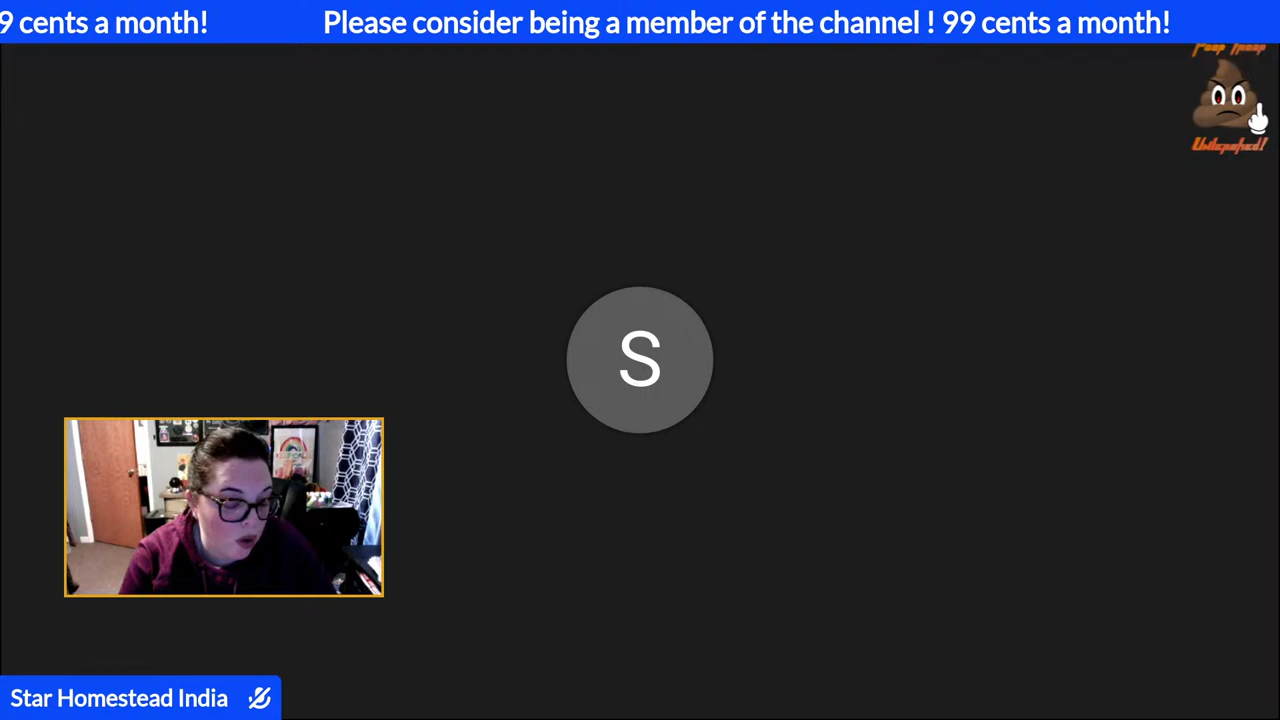 9 cents a month!
Please consider being a member of the channel ! 99 cents a month!
S
Star Homestead India